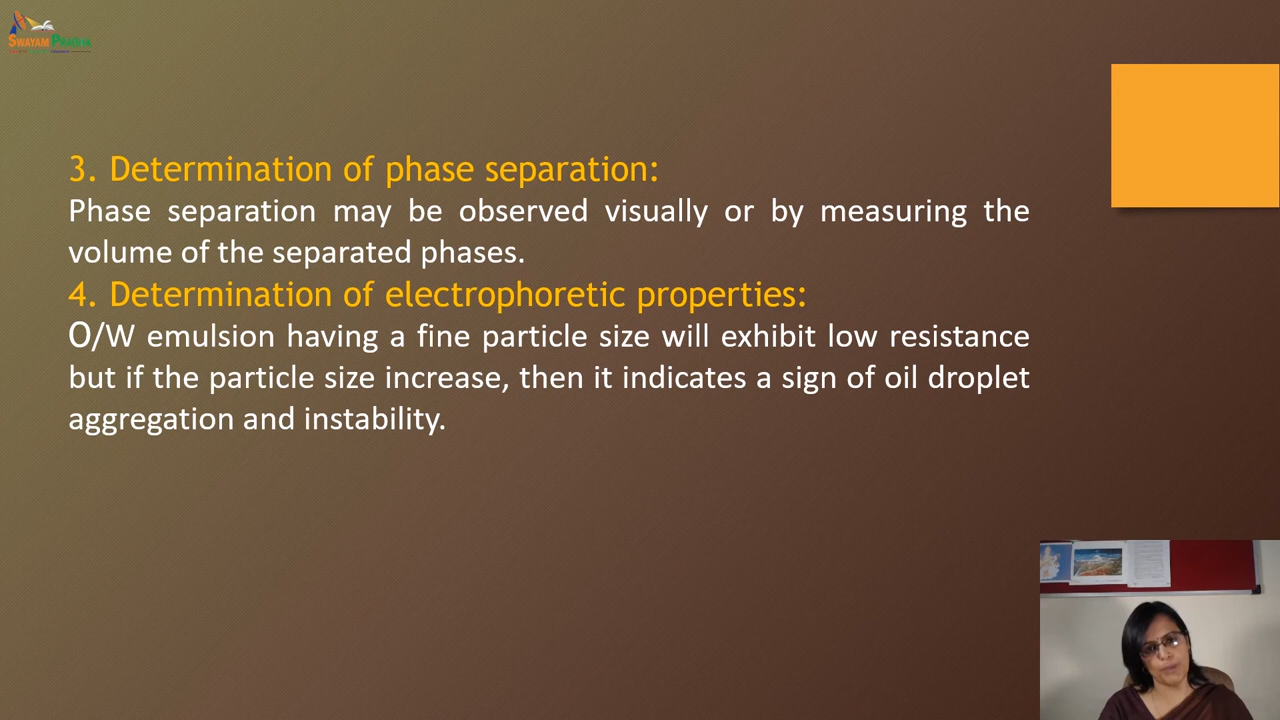 SWAYAM PRABHA
3. Determination of phase separation:
Phase separation may be observed visually or by measuring the
volume of the separated phases.
4. Determination of electrophoretic properties:
O/W emulsion having a fine particle size will exhibit low resistance
but if the particle size increase, then it indicates a sign of oil droplet
aggregation and instability.